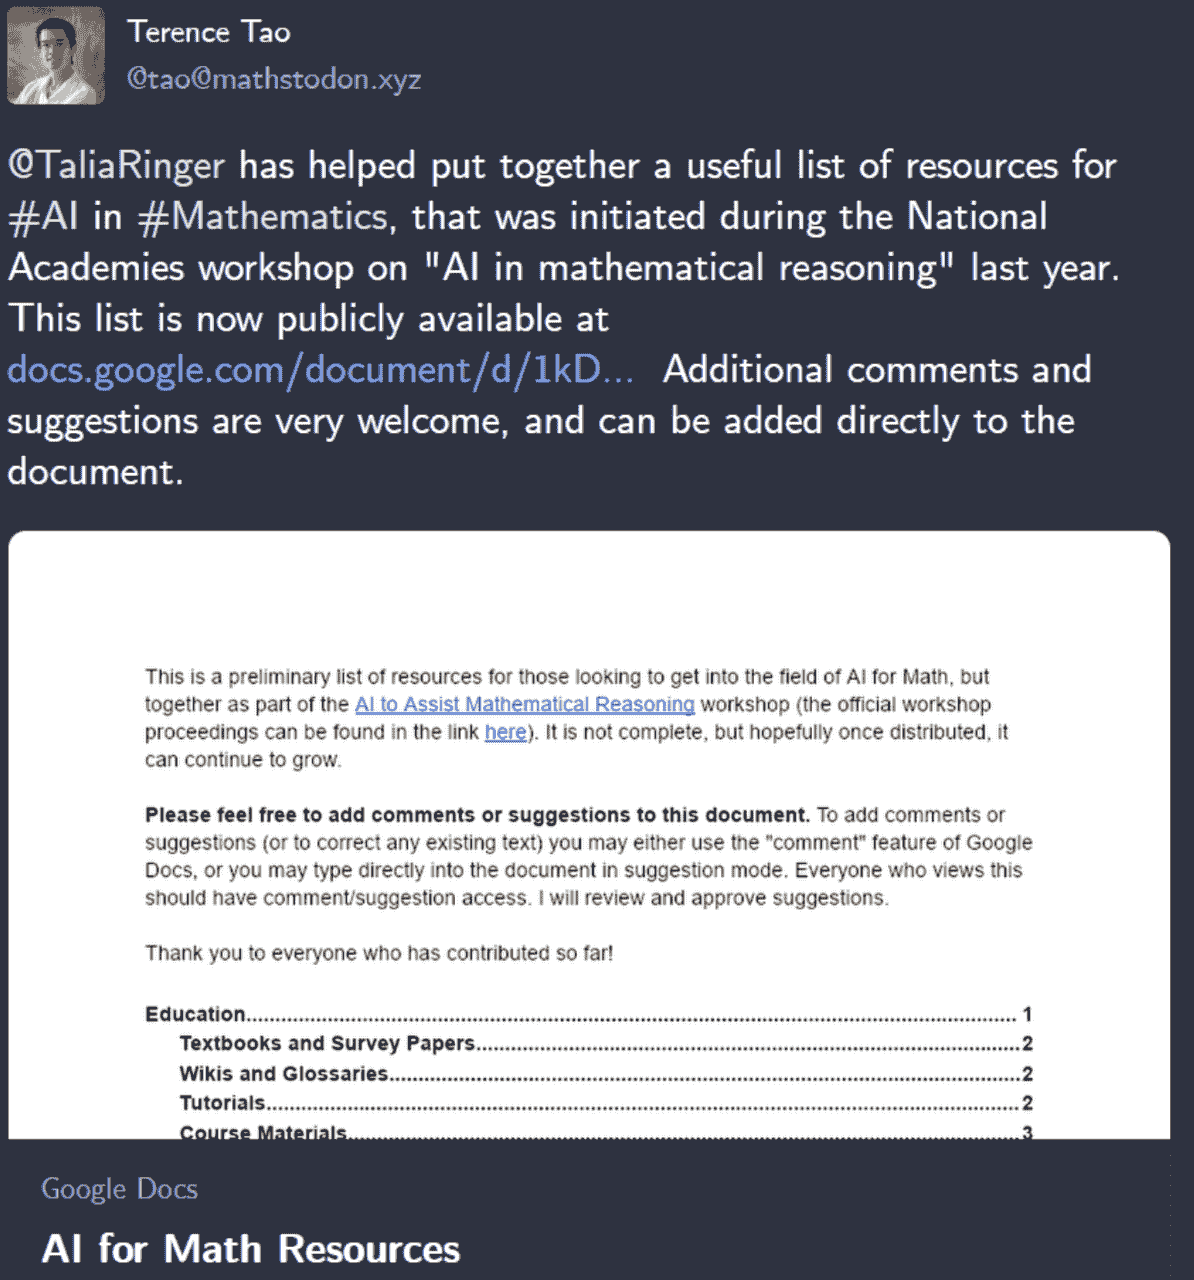 Terence Tao
@tao@mathstodon.xyz
@TaliaRinger has helped put together a useful list of resources for
#AI in #Mathematics, that was initiated during the National
Academies workshop on "AI in mathematical reasoning" last year.
This list is now publicly available at
docs.google.com/document/d/1kD... Additional comments and
suggestions are very welcome, and can be added directly to the
document.
This is a preliminary list of resources for those looking to get into the field of AI for Math, but
together as part of the AI to Assist Mathematical Reasoning workshop (the official workshop
proceedings can be found in the link here). It is not complete, but hopefully once distributed, it
can continue to grow.
Please feel free to add comments or suggestions to this document. To add comments or
suggestions (or to correct any existing text) you may either use the "comment" feature of Google
Docs, or you may type directly into the document in suggestion mode. Everyone who views this
should have comment/suggestion access. I will review and approve suggestions.
Thank you to everyone who has contributed so far!
Education........................................................................................................ 1
Textbooks and Survey Papers.....................................................................................2
Wikis and Glossaries..................................................................................................2
Tutorials......................................................................................................................2
Course Materials.........................................................................................................3
Google Docs
AI for Math Resources